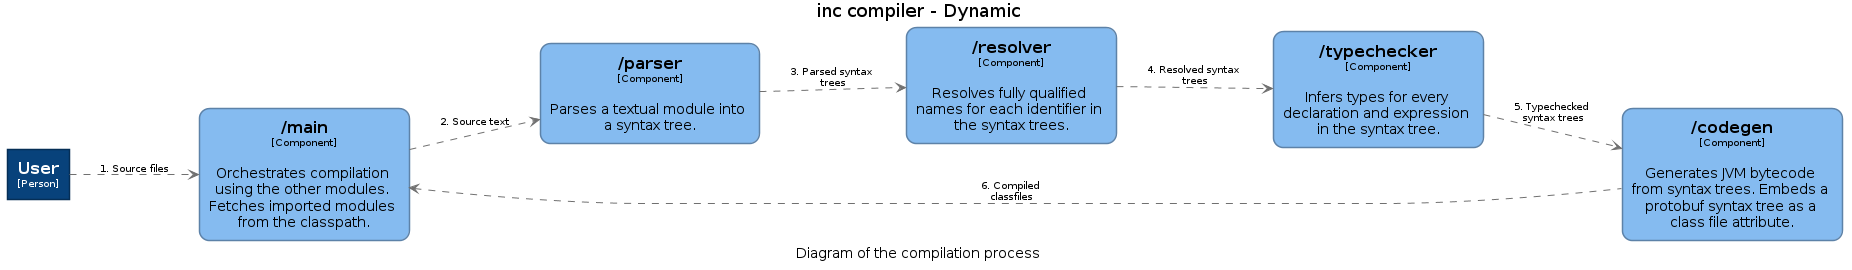 inc compiler - Dynamic
User
[Person]
1. Source files
/main
[Component]
Orchestrates compilation
using the other modules.
Fetches imported modules
from the classpath.
2. Source text
/parser
[Component]
Parses a textual module into
a syntax tree.
3. Parsed syntax
trees
/resolver
[Component]
Resolves fully qualified
names for each identifier in
the syntax trees.
4. Resolved syntax
trees
/typechecker
[Component]
Infers types for every
declaration and expression
in the syntax tree.
5. Typechecked
syntax trees
/codegen
[Component]
Generates JVM bytecode
from syntax trees. Embeds a
protobuf syntax tree as a
class file attribute.
6. Compiled
classfiles
Diagram of the compilation process